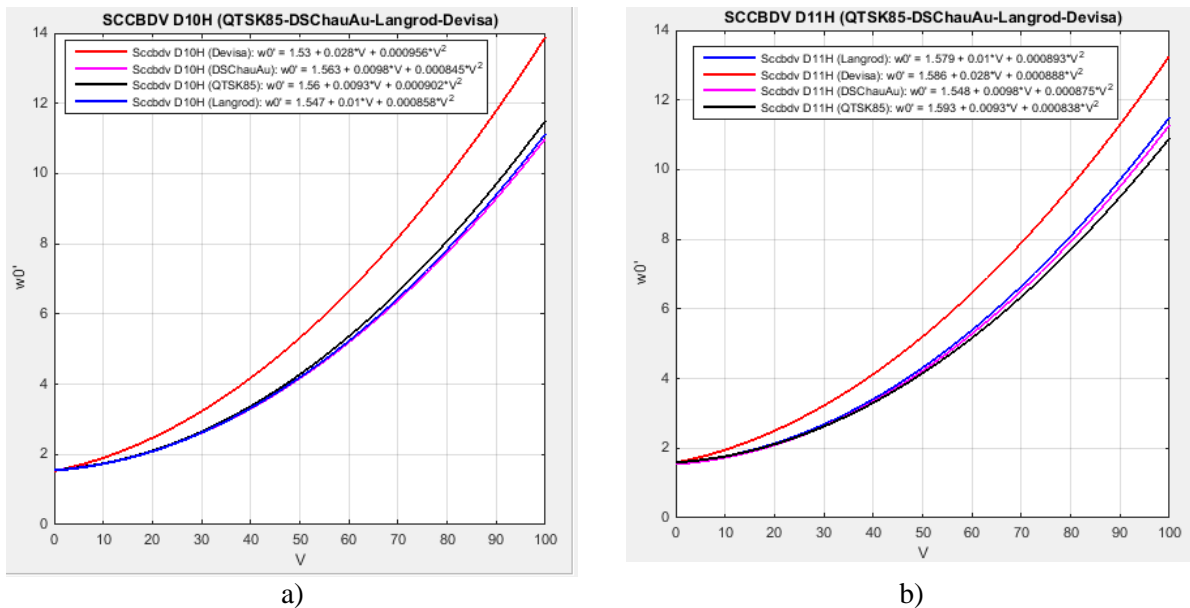 SCCBDV D10H (QTSK85-DSChauAu-Langrod-Devisa)
Sccbdv D10H (Devisa): w0' = 1.53 + 0.028*V + 0.000956*V²
Sccbdv D10H (DSChauAu): w0' = 1.563 + 0.0098*V + 0.000845*V²
Sccbdv D10H (QTSK85): w0' = 1.56 + 0.0093*V + 0.000902*V²
Sccbdv D10H (Langrod): w0' = 1.547 + 0.01*V + 0.000858*V²
14
12
10
8
6
4
2
0
w0'
0 10 20 30 40 50 60 70 80 90 100
V
a)
SCCBDV D11H (QTSK85-DSChauAu-Langrod-Devisa)
Sccbdv D11H (Langrod): w0' = 1.579 + 0.01*V + 0.000893*V²
Sccbdv D11H (Devisa): w0' = 1.586 + 0.028*V + 0.000888*V²
Sccbdv D11H (DSChauAu): w0' = 1.548 + 0.0098*V + 0.000875*V²
Sccbdv D11H (QTSK85): w0' = 1.593 + 0.0093*V + 0.000838*V²
14
12
10
8
6
4
2
0
w0'
0 10 20 30 40 50 60 70 80 90 100
V
b)